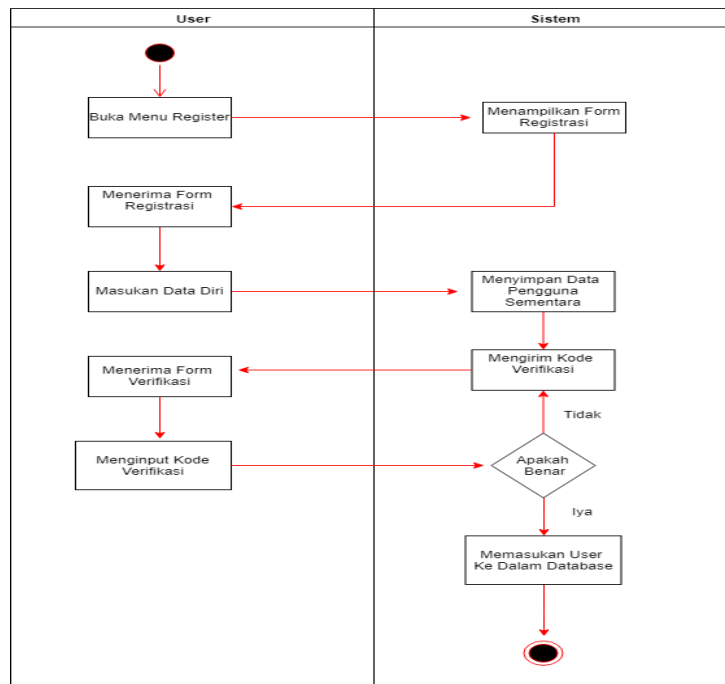 User
Sistem
Buka Menu Register
Menampilkan Form
Registrasi
Menerima Form
Registrasi
Masukan Data Diri
Menyimpan Data
Pengguna
Sementara
Menerima Form
Verifikasi
Mengirim Kode
Verifikasi
Tidak
Menginput Kode
Verifikasi
Apakah
Benar
Iya
Memasukan User
Ke Dalam Database